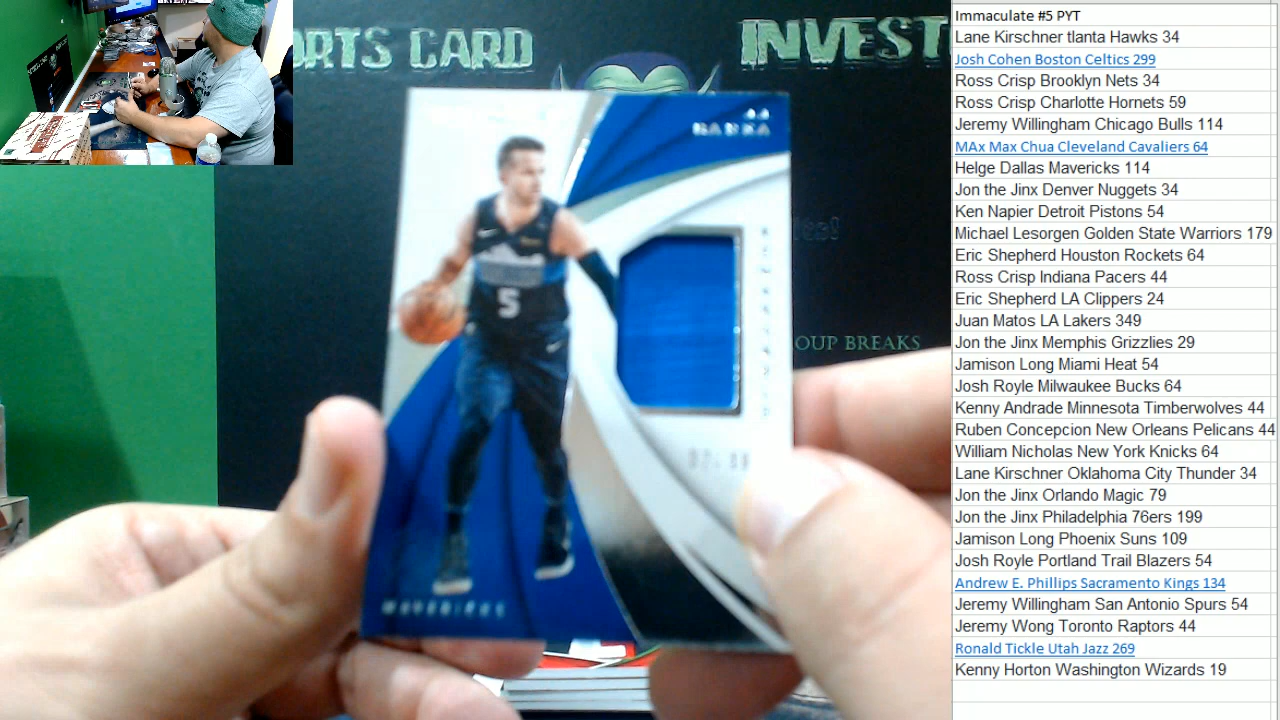 RTS CARD
INVEST
J.J.
BAREA
5
MAVERICKS
OUP BREAKS
Immaculate #5 PYT
Lane Kirschner tlanta Hawks 34
Josh Cohen Boston Celtics 299
Ross Crisp Brooklyn Nets 34
Ross Crisp Charlotte Hornets 59
Jeremy Willingham Chicago Bulls 114
MAx Max Chua Cleveland Cavaliers 64
Helge Dallas Mavericks 114
Jon the Jinx Denver Nuggets 34
Ken Napier Detroit Pistons 54
Michael Lesorgen Golden State Warriors 179
Eric Shepherd Houston Rockets 64
Ross Crisp Indiana Pacers 44
Eric Shepherd LA Clippers 24
Juan Matos LA Lakers 349
Jon the Jinx Memphis Grizzlies 29
Jamison Long Miami Heat 54
Josh Royle Milwaukee Bucks 64
Kenny Andrade Minnesota Timberwolves 44
Ruben Concepcion New Orleans Pelicans 44
William Nicholas New York Knicks 64
Lane Kirschner Oklahoma City Thunder 34
Jon the Jinx Orlando Magic 79
Jon the Jinx Philadelphia 76ers 199
Jamison Long Phoenix Suns 109
Josh Royle Portland Trail Blazers 54
Andrew E. Phillips Sacramento Kings 134
Jeremy Willingham San Antonio Spurs 54
Jeremy Wong Toronto Raptors 44
Ronald Tickle Utah Jazz 269
Kenny Horton Washington Wizards 19